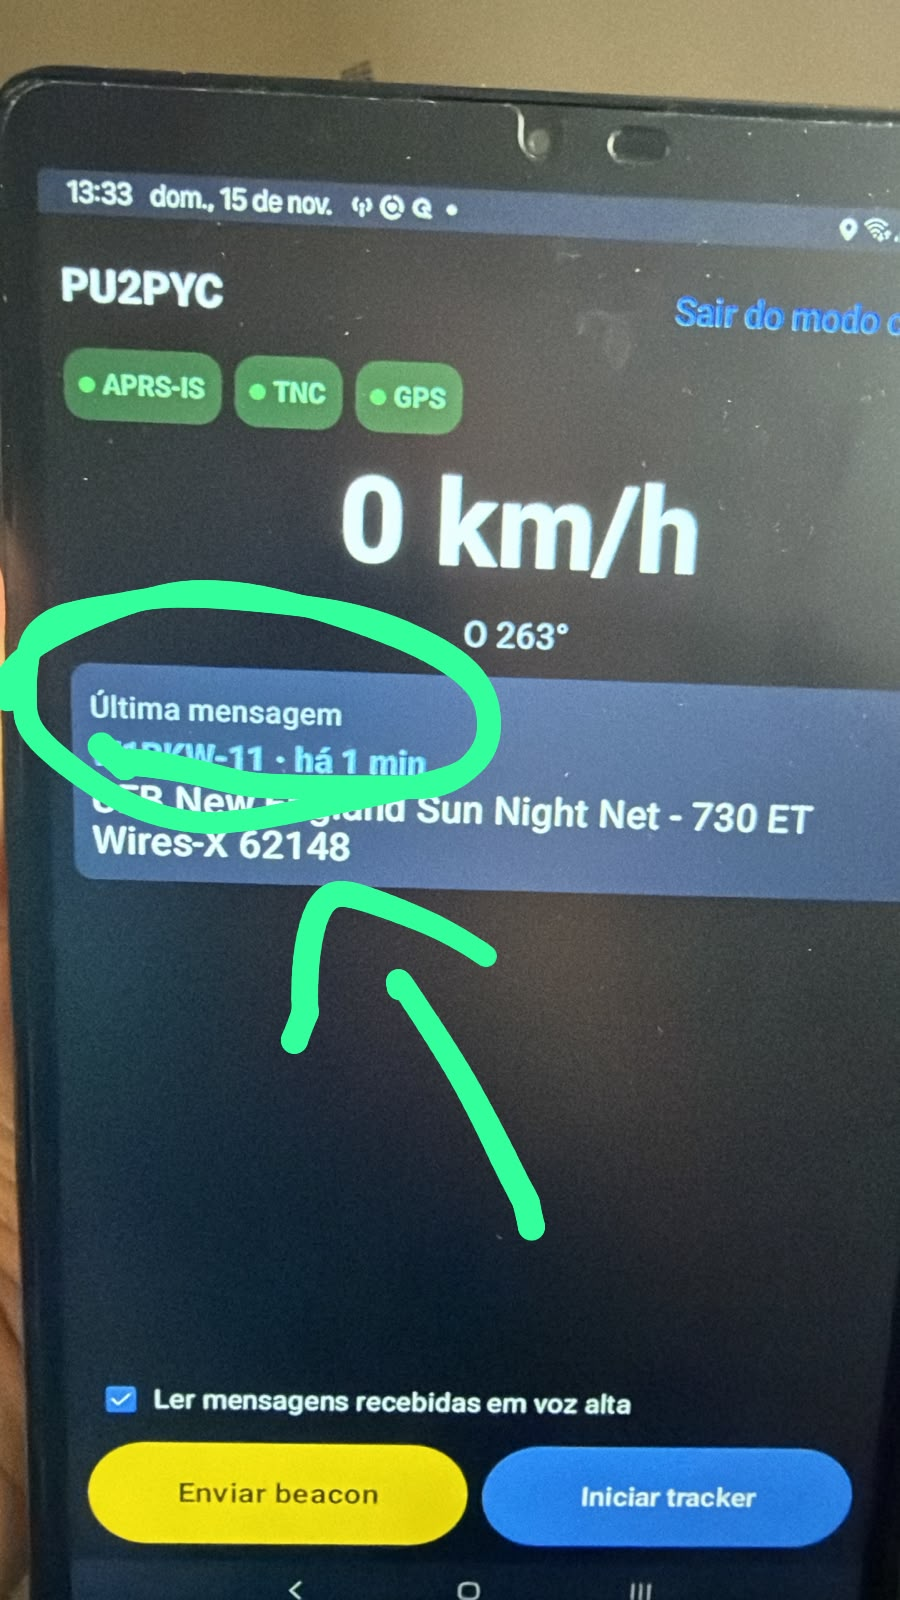 13:33 dom., 15 de nov.
PU2PYC
Sair do modo
APRS-IS TNC GPS
0 km/h
O 263°
Última mensagem
há 1 min
New England Sun Night Net - 730 ET
Wires-X 62148
Ler mensagens recebidas em voz alta
Enviar beacon
Iniciar tracker